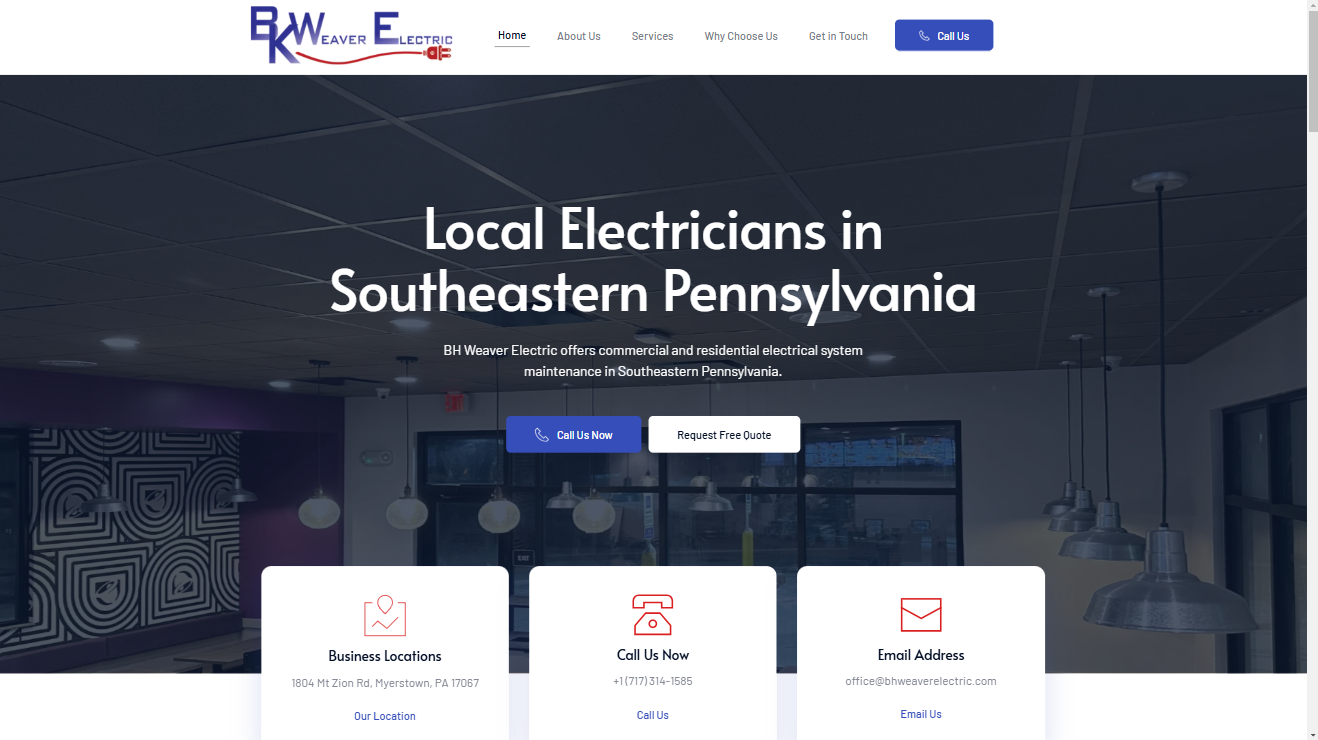 BKW Weaver Electric
Home
About Us
Services
Why Choose Us
Get in Touch
Call Us
Local Electricians in
Southeastern Pennsylvania
BH Weaver Electric offers commercial and residential electrical system
maintenance in Southeastern Pennsylvania.
Call Us Now
Request Free Quote
EXIT
Business Locations
1804 Mt Zion Rd, Myerstown, PA 17067
Our Location
Call Us Now
+1 (717) 314-1585
Call Us
Email Address
office@bhweaverelectric.com
Email Us